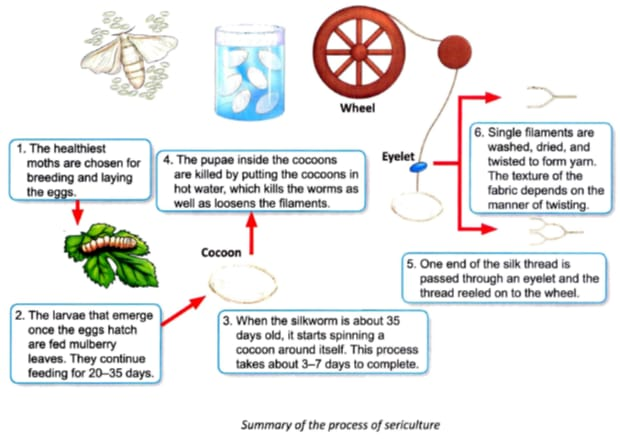 Wheel
1. The healthiest
moths are chosen for
breeding and laying
the eggs.
4. The pupae inside the cocoons
are killed by putting the cocoons in
hot water, which kills the worms as
well as loosens the filaments.
Eyelet
6. Single filaments are
washed, dried, and
twisted to form yarn.
The texture of the
fabric depends on the
manner of twisting.
Cocoon
5. One end of the silk thread is
passed through an eyelet and the
thread reeled on to the wheel.
2. The larvae that emerge
once the eggs hatch
are fed mulberry
leaves. They continue
feeding for 20–35 days.
3. When the silkworm is about 35
days old, it starts spinning a
cocoon around itself. This process
takes about 3–7 days to complete.
Summary of the process of sericulture